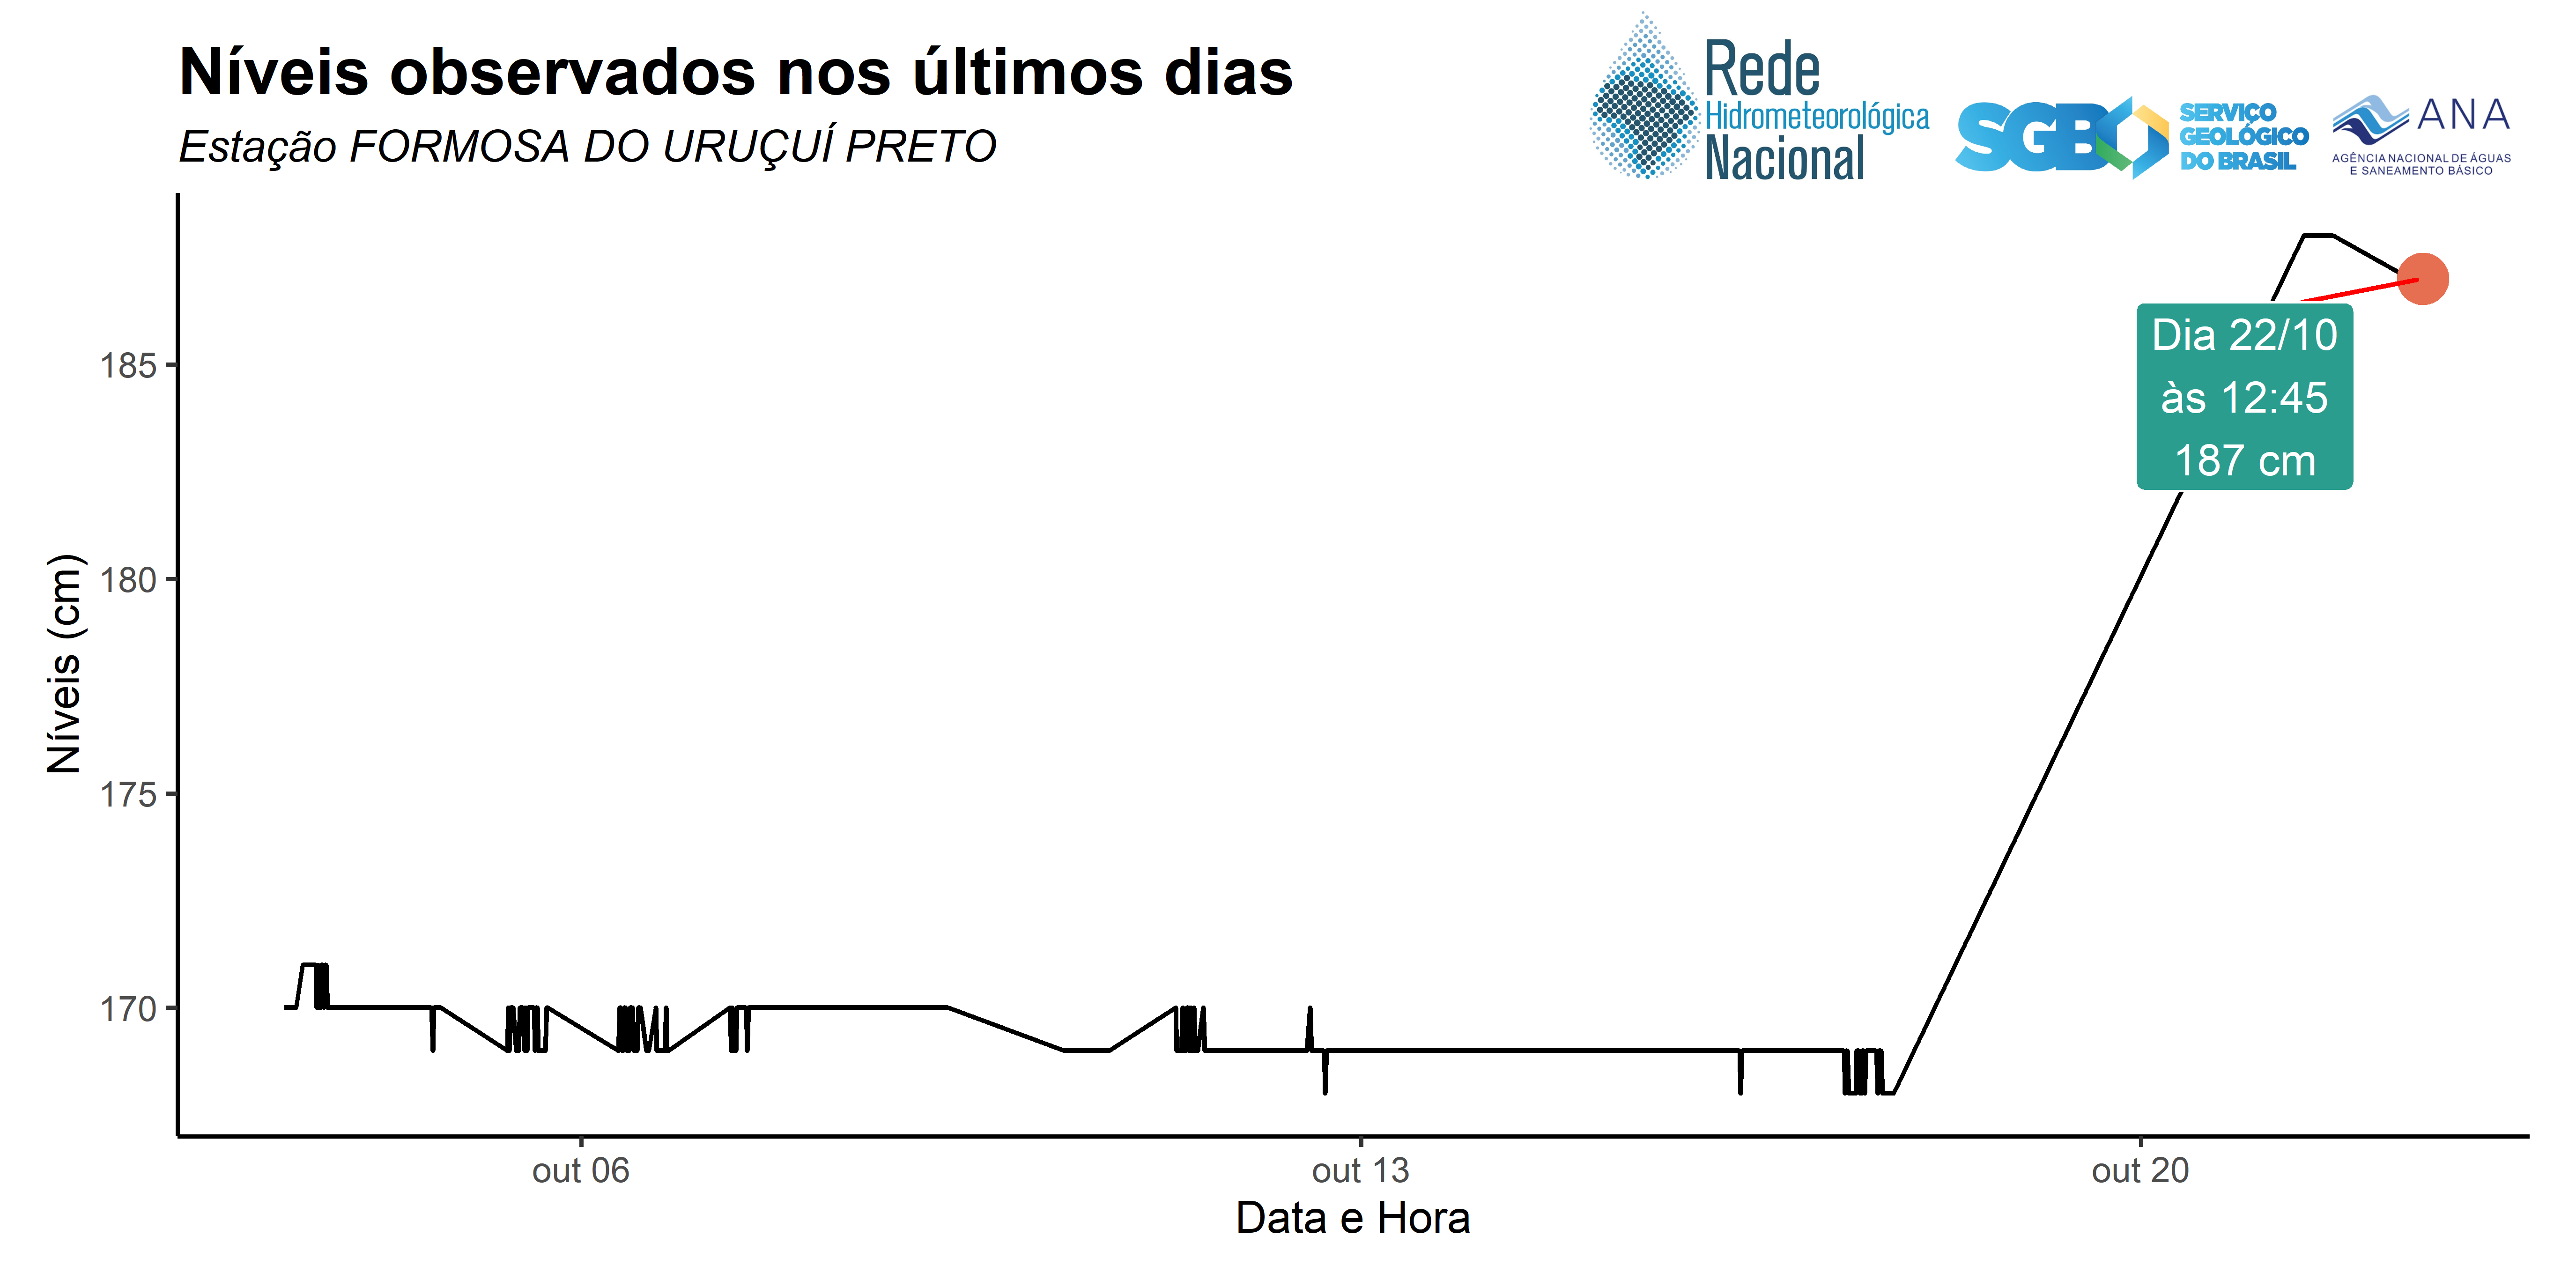 Níveis observados nos últimos dias
Estação FORMOSA DO URUÇUÍ PRETO
Rede
Hidrometeorológica
Nacional
SGB
SERVIÇO
GEOLÓGICO
DO BRASIL
ANA
AGÊNCIA NACIONAL DE ÁGUAS
E SANEAMENTO BÁSICO
Níveis (cm)
185
180
175
170
Dia 22/10
às 12:45
187 cm
out 06
out 13
out 20
Data e Hora